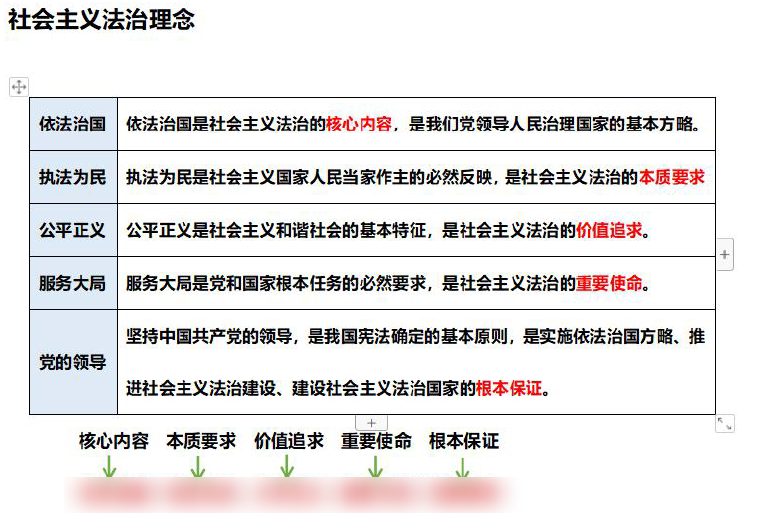 社会主义法治理念
依法治国
依法治国是社会主义法治的核心内容，是我们党领导人民治理国家的基本方略。
执法为民
执法为民是社会主义国家人民当家作主的必然反映，是社会主义法治的本质要求
公平正义
公平正义是社会主义和谐社会的基本特征，是社会主义法治的价值追求。
服务大局
服务大局是党和国家根本任务的必然要求，是社会主义法治的重要使命。
党的领导
坚持中国共产党的领导，是我国宪法确定的基本原则，是实施依法治国方略、推
进社会主义法治建设、建设社会主义法治国家的根本保证。
核心内容 本质要求 价值追求 重要使命 根本保证